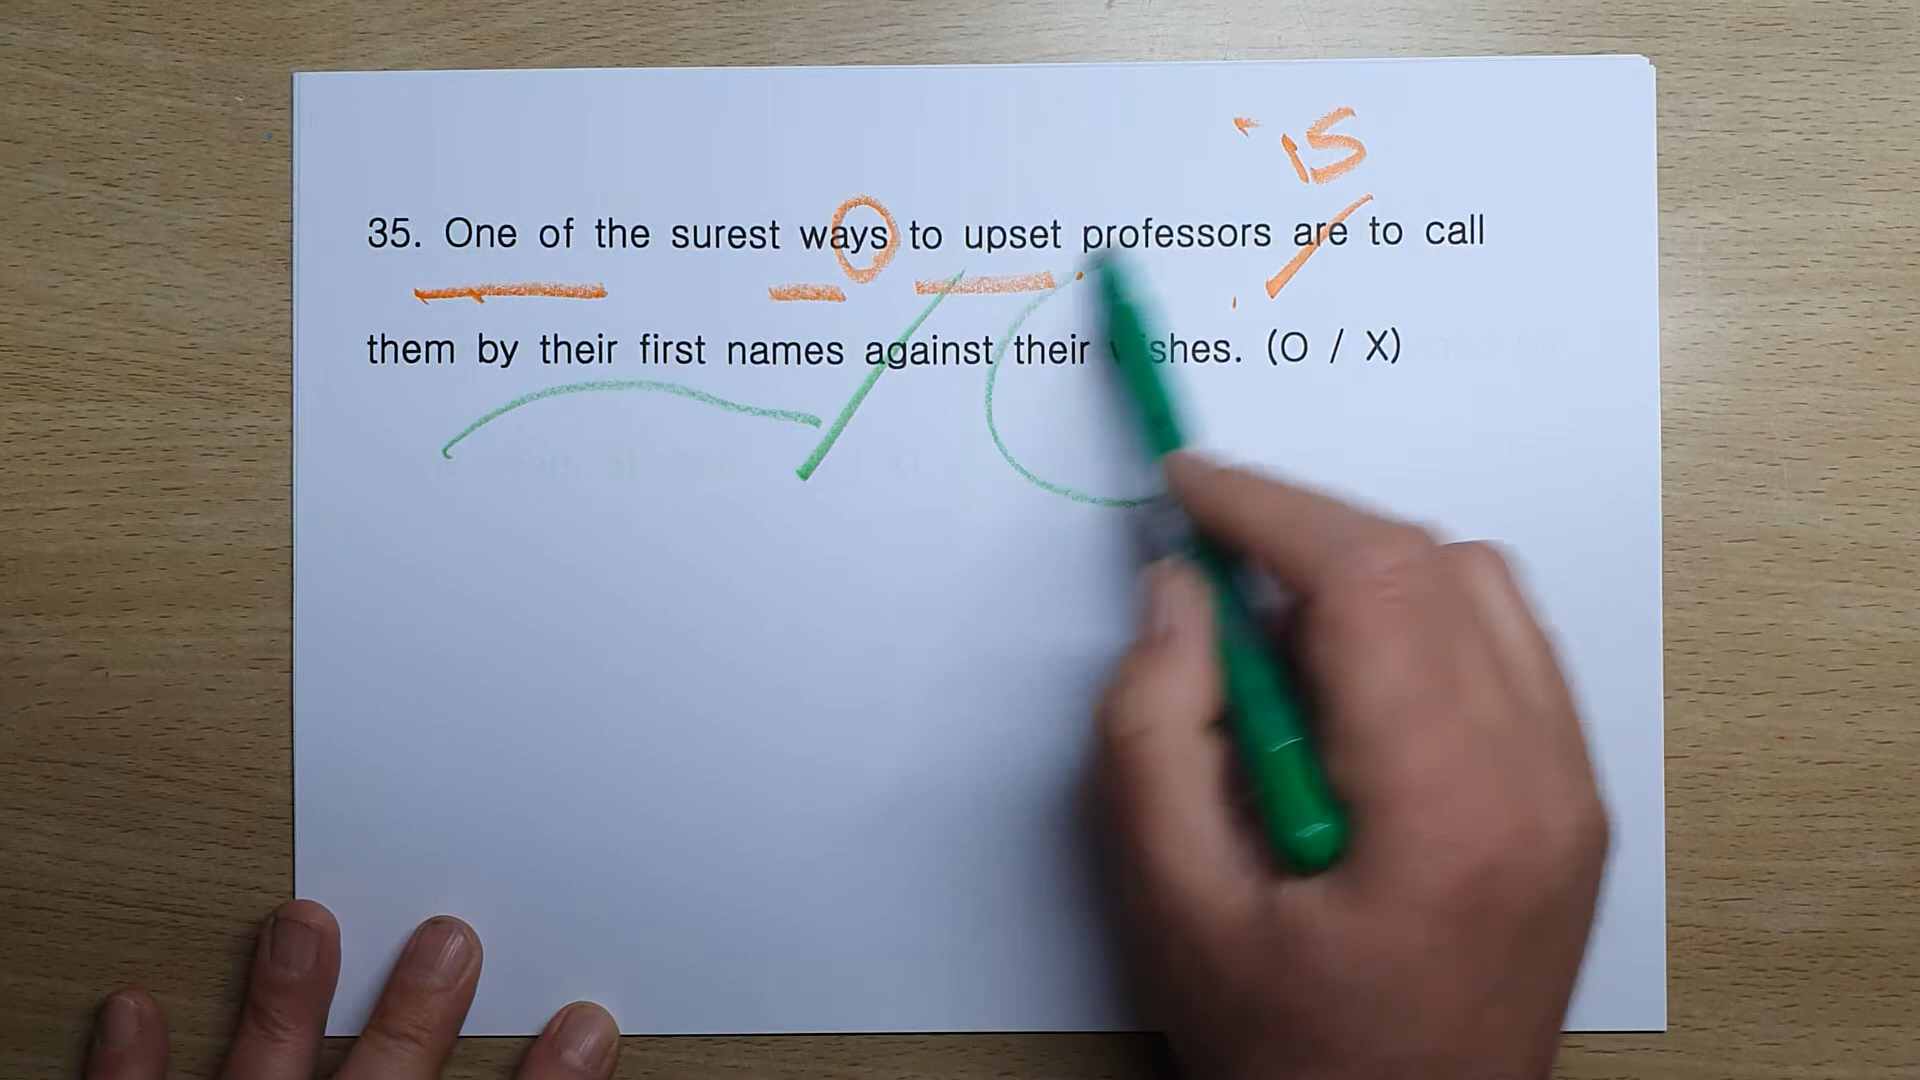 is
35. One of the surest ways to upset professors are to call
them by their first names against their shes. (O / X)